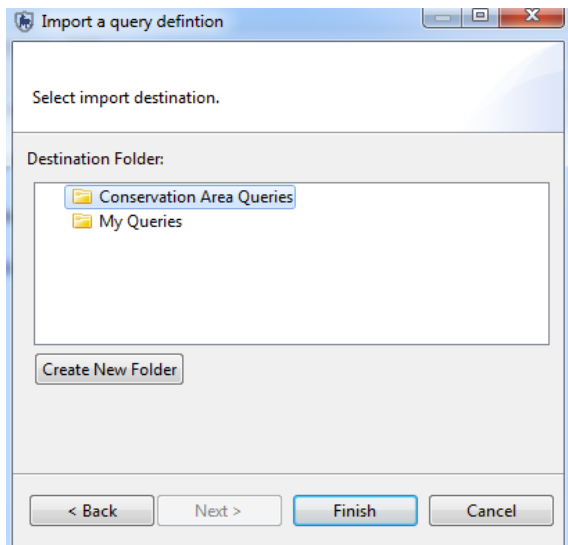 Import a query defintion
Select import destination.
Destination Folder:
Conservation Area Queries
My Queries
Create New Folder
< Back Next > Finish Cancel